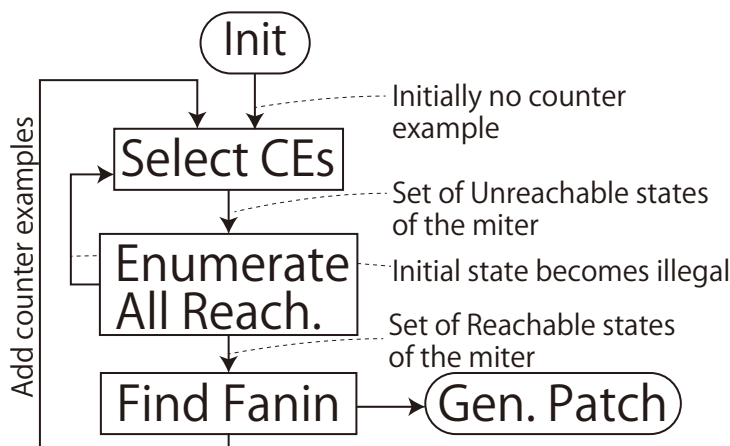 Init
Initially no counter
example
Select CEs
Set of Unreachable states
of the miter
Enumerate
All Reach.
Initial state becomes illegal
Set of Reachable states
of the miter
Find Fanin
Gen. Patch
Add counter examples